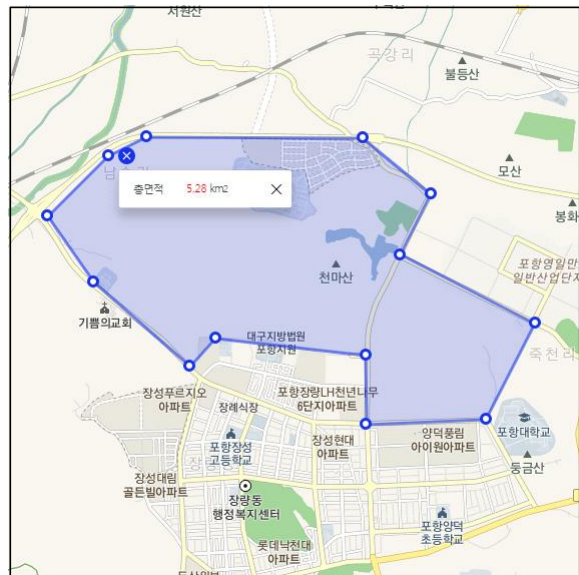 서원산
곡강리
불등산
모산
봉화
총면적 5.28 km2
천마산
포항영일만
일반산업단지
기쁨의교회
대구지방법원
포항지원
죽천리
장성푸르지오
아파트
장례식장
포항장량LH천년나무
6단지아파트
포항장성
고등학교
장성현대
아파트
양덕풍림
아이원아파트
포항대학교
둥금산
장성대림
골든빌아파트
장량동
행정복지센터
포항양덕
초등학교
롯데낙천대
아파트